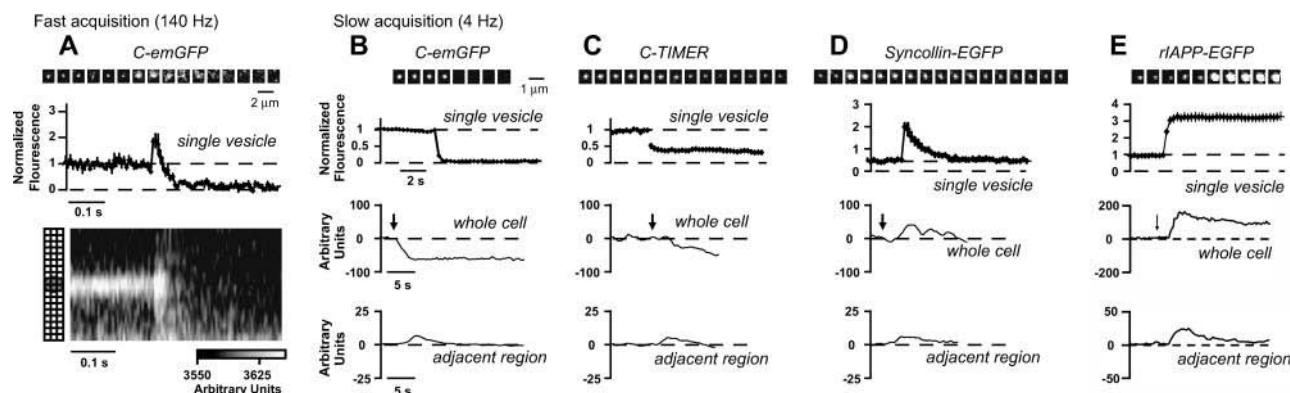 Fast acquisition (140 Hz)
Slow acquisition (4 Hz)
A
C-emGFP
2 μm
Normalized
Flourescence
3
2
1
0
single vesicle
0.1 s
0.1 s
3550
3625
Arbitrary Units
B
C-emGFP
1 μm
Normalized
Flourescence
1
0.5
0
single vesicle
2 s
Arbitrary
Units
100
0
-100
whole cell
5 s
Arbitrary
Units
25
0
-25
adjacent region
5 s
C
C-TIMER
single vesicle
1
0.5
0
100
0
-100
whole cell
25
0
-25
adjacent region
D
Syncollin-EGFP
4
3
2
1
0
single vesicle
100
0
-100
whole cell
25
0
-25
adjacent region
E
rIAPP-EGFP
4
3
2
1
0
single vesicle
200
0
-200
whole cell
50
0
-50
adjacent region